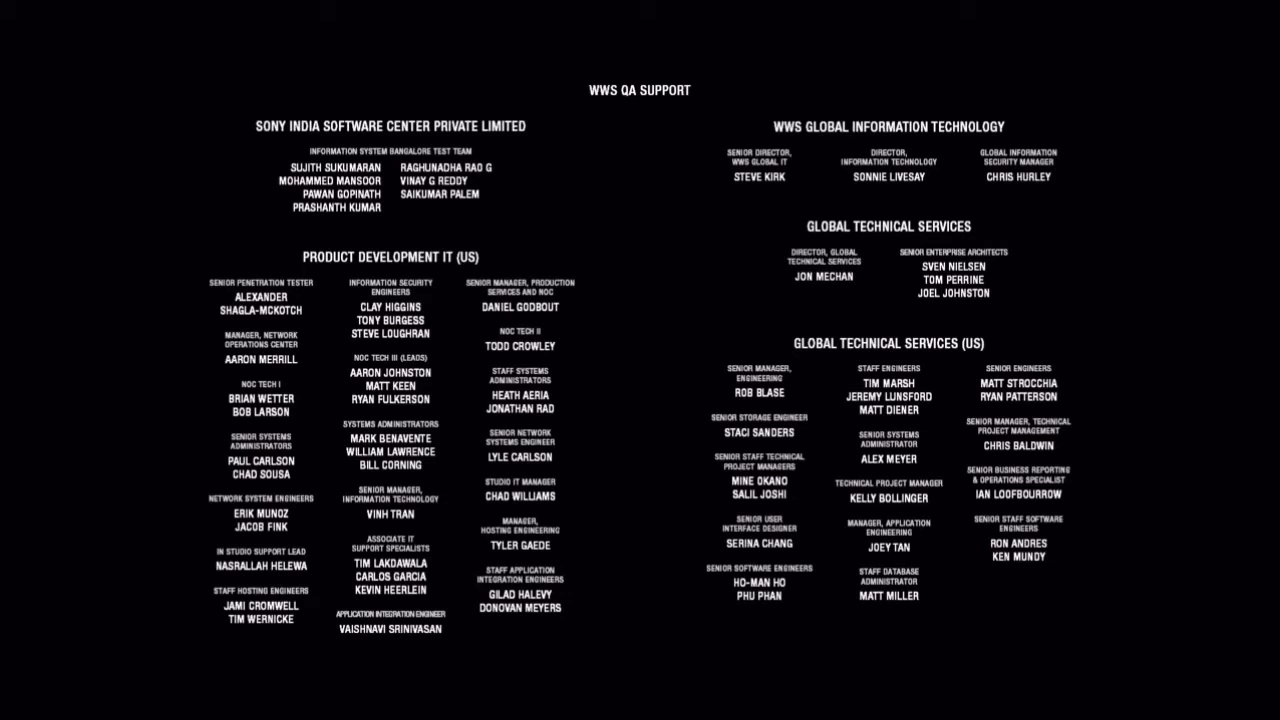 WWS QA SUPPORT
SONY INDIA SOFTWARE CENTER PRIVATE LIMITED
INFORMATION SYSTEM BANGALORE TEST TEAM
SUJITH SUKUMARAN RAGHUNADHA RAO G
MOHAMMED MANSOOR VINAY G REDDY
PAWAN GOPINATH SAIKUMAR PALEM
PRASHANTH KUMAR
PRODUCT DEVELOPMENT IT (US)
SENIOR PENETRATION TESTER
ALEXANDER
SHAGLA-MCKOTCH
MANAGER, NETWORK
OPERATIONS CENTER
AARON MERRILL
NOC TECH I
BRIAN WETTER
BOB LARSON
SENIOR SYSTEMS
ADMINISTRATORS
PAUL CARLSON
CHAD SOUSA
NETWORK SYSTEM ENGINEERS
ERIK MUNOZ
JACOB FINK
IN STUDIO SUPPORT LEAD
NASRALLAH HELEWA
STAFF HOSTING ENGINEERS
JAMI CROMWELL
TIM WERNICKE
INFORMATION SECURITY
ENGINEERS
CLAY HIGGINS
TONY BURGESS
STEVE LOUGHRAN
NOC TECH III (LEADS)
AARON JOHNSTON
MATT KEEN
RYAN FULKERSON
SYSTEMS ADMINISTRATORS
MARK BENAVENTE
WILLIAM LAWRENCE
BILL CORNING
SENIOR MANAGER,
INFORMATION TECHNOLOGY
VINH TRAN
ASSOCIATE IT
SUPPORT SPECIALISTS
TIM LAKDAWALA
CARLOS GARCIA
KEVIN HEERLEIN
APPLICATION INTEGRATION ENGINEER
VAISHNAVI SRINIVASAN
SENIOR MANAGER, PRODUCTION
SERVICES AND NOC
DANIEL GODBOUT
NOC TECH II
TODD CROWLEY
STAFF SYSTEMS
ADMINISTRATORS
HEATH AERIA
JONATHAN RAD
SENIOR NETWORK
SYSTEMS ENGINEER
LYLE CARLSON
STUDIO IT MANAGER
CHAD WILLIAMS
MANAGER,
HOSTING ENGINEERING
TYLER GAEDE
STAFF APPLICATION
INTEGRATION ENGINEERS
GILAD HALEVY
DONOVAN MEYERS
WWS GLOBAL INFORMATION TECHNOLOGY
SENIOR DIRECTOR,
WWS GLOBAL IT
STEVE KIRK
DIRECTOR,
INFORMATION TECHNOLOGY
SONNIE LIVESAY
GLOBAL INFORMATION
SECURITY MANAGER
CHRIS HURLEY
GLOBAL TECHNICAL SERVICES
DIRECTOR, GLOBAL
TECHNICAL SERVICES
JON MECHAN
SENIOR ENTERPRISE ARCHITECTS
SVEN NIELSEN
TOM PERRINE
JOEL JOHNSTON
GLOBAL TECHNICAL SERVICES (US)
SENIOR MANAGER,
ENGINEERING
ROB BLASE
SENIOR STORAGE ENGINEER
STACI SANDERS
SENIOR STAFF TECHNICAL
PROJECT MANAGERS
MINE OKANO
SALIL JOSHI
SENIOR USER
INTERFACE DESIGNER
SERINA CHANG
SENIOR SOFTWARE ENGINEERS
HO-MAN HO
PHU PHAN
STAFF ENGINEERS
TIM MARSH
JEREMY LUNSFORD
MATT DIENER
SENIOR SYSTEMS
ADMINISTRATOR
ALEX MEYER
TECHNICAL PROJECT MANAGER
KELLY BOLLINGER
MANAGER, APPLICATION
ENGINEERING
JOEY TAN
STAFF DATABASE
ADMINISTRATOR
MATT MILLER
SENIOR ENGINEERS
MATT STROCCHIA
RYAN PATTERSON
SENIOR MANAGER, TECHNICAL
PROJECT MANAGEMENT
CHRIS BALDWIN
SENIOR BUSINESS REPORTING
& OPERATIONS SPECIALIST
IAN LOOFBOURROW
SENIOR STAFF SOFTWARE
ENGINEERS
RON ANDRES
KEN MUNDY